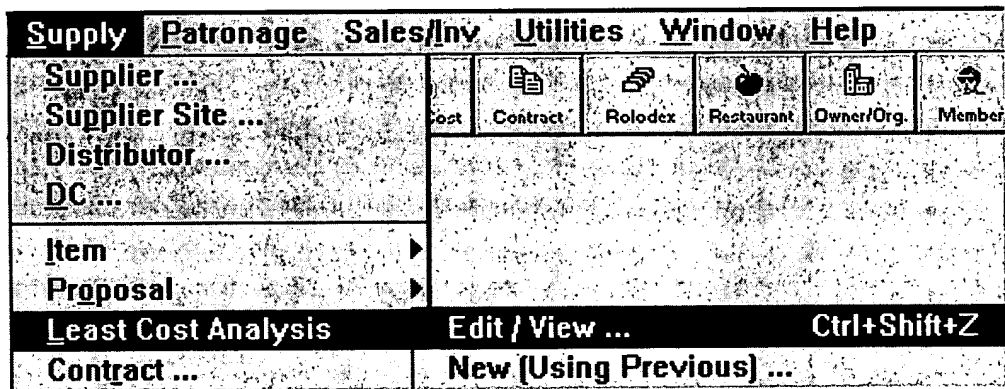 Supply Patronage Sales/Inv Utilities Window Help
Supplier ...
Supplier Site ...
Distributor ...
DC ...
Cost Contract Rolodex Restaurant Owner/Org. Member
Item
Proposal
Least Cost Analysis Edit / View ... Ctrl+Shift+Z
Contract ... New (Using Previous) ...